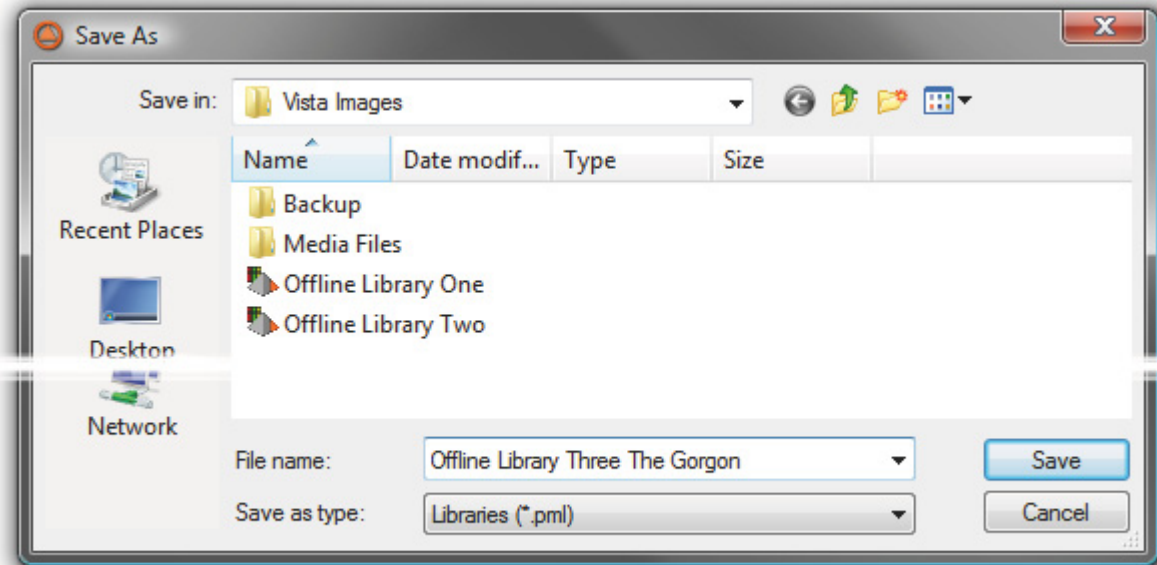 Save As
Save in: Vista Images
Name Date modif... Type Size
Recent Places
Desktop
Network
Backup
Media Files
Offline Library One
Offline Library Two
File name: Offline Library Three The Gorgon
Save
Save as type: Libraries (*.pml)
Cancel